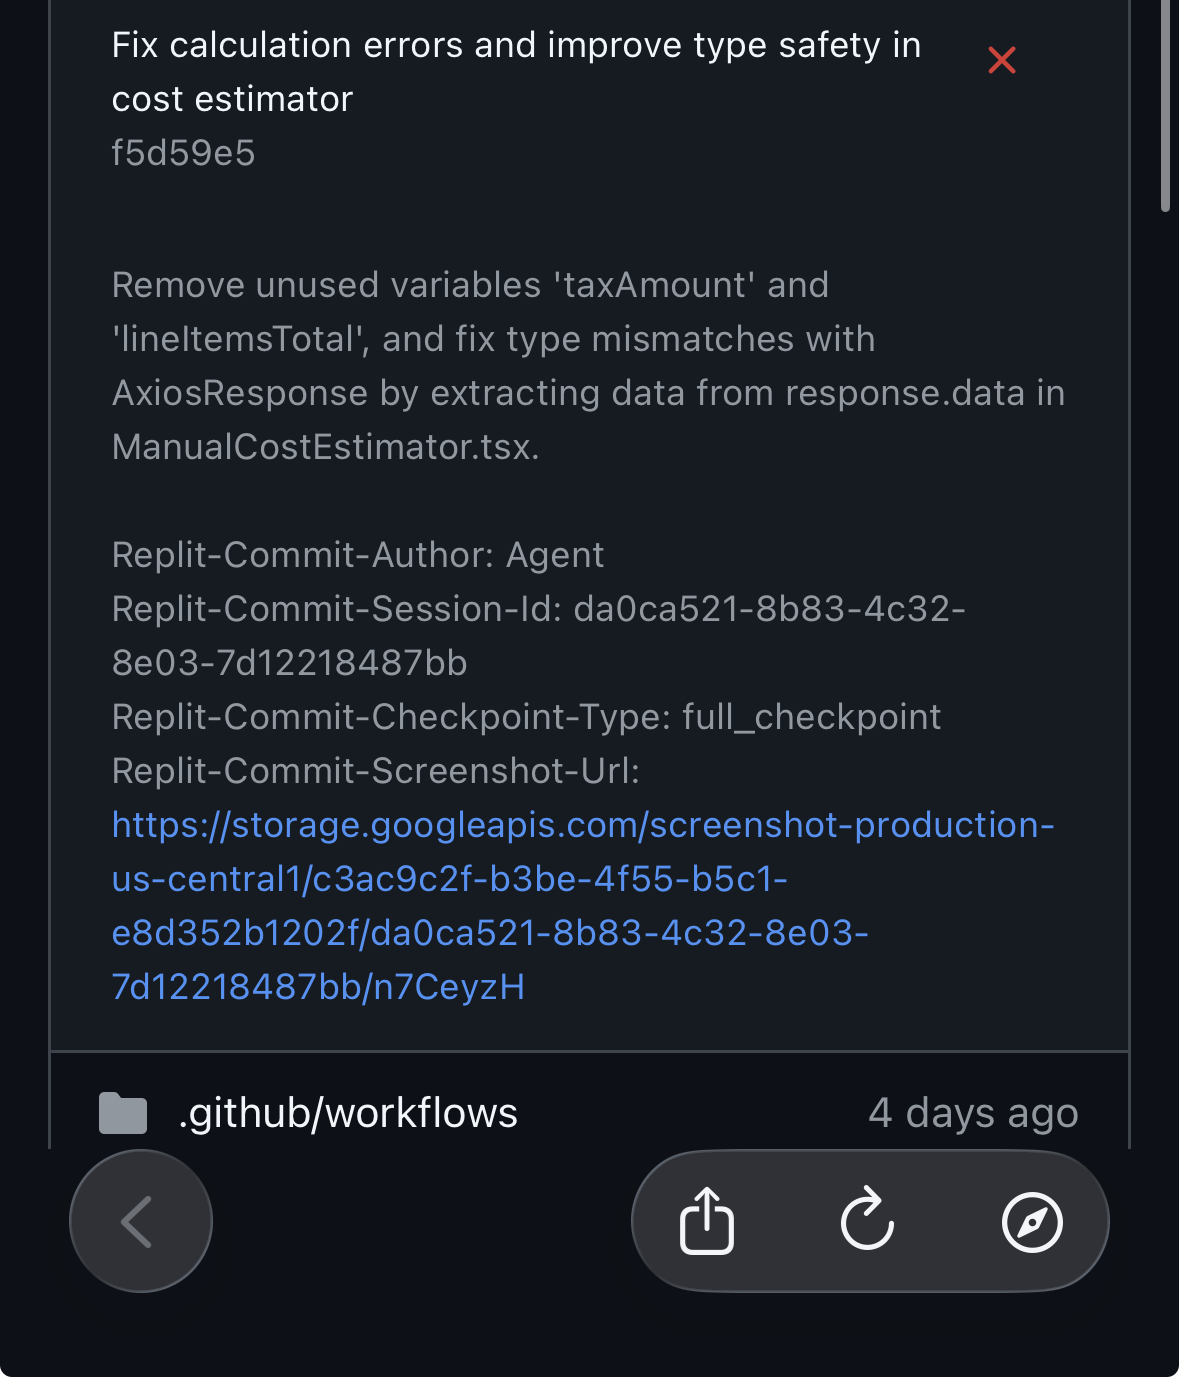 Fix calculation errors and improve type safety in
cost estimator
f5d59e5
Remove unused variables 'taxAmount' and
'lineItemsTotal', and fix type mismatches with
AxiosResponse by extracting data from response.data in
ManualCostEstimator.tsx.
Replit-Commit-Author: Agent
Replit-Commit-Session-Id: da0ca521-8b83-4c32-
8e03-7d12218487bb
Replit-Commit-Checkpoint-Type: full_checkpoint
Replit-Commit-Screenshot-Url:
https://storage.googleapis.com/screenshot-production-
us-central1/c3ac9c2f-b3be-4f55-b5c1-
e8d352b1202f/da0ca521-8b83-4c32-8e03-
7d12218487bb/n7CeyzH
.github/workflows 4 days ago